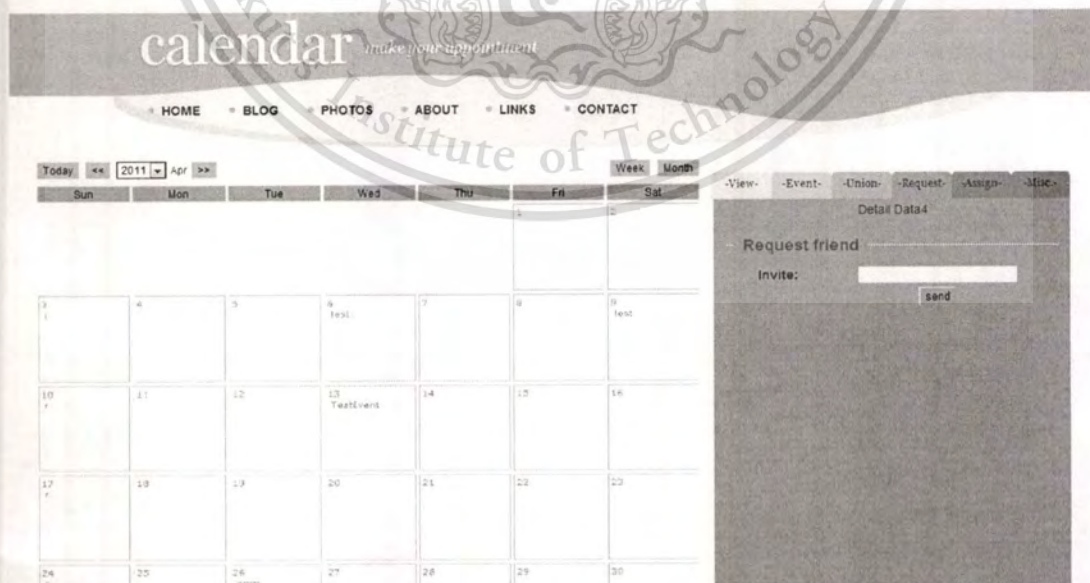 calendar make your appointment
Institute of Technology
HOME BLOG PHOTOS ABOUT LINKS CONTACT
Today << 2011 Apr >> Week Month
Sun Mon Tue Wed Thu Fri Sat
1 2
3 4 5 6 7 8 9
test test
10 11 12 13 14 15 16
TestEvent
17 18 19 20 21 22 23
24 25 26 27 28 29 30
-View- -Event- -Union- -Request- -Assign- -Misc.-
Detail Data4
Request friend
Invite:
send